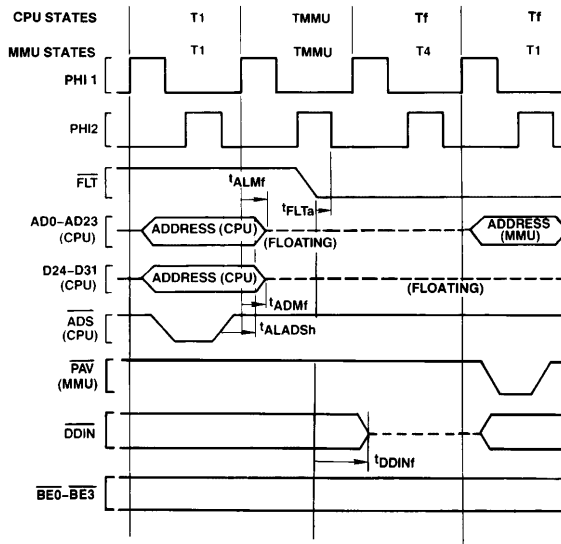 CPU STATES T1 TMMU Tf Tf
MMU STATES T1 TMMU T4 T1
PHI 1
PHI2
FLT
tALMf
tFLTa
AD0–AD23
(CPU)
ADDRESS (CPU)
(FLOATING)
ADDRESS
(MMU)
D24–D31
(CPU)
ADDRESS (CPU)
(FLOATING)
tADMf
ADS
(CPU)
tALADSh
PAV
(MMU)
DDIN
tDDINf
BE0–BE3